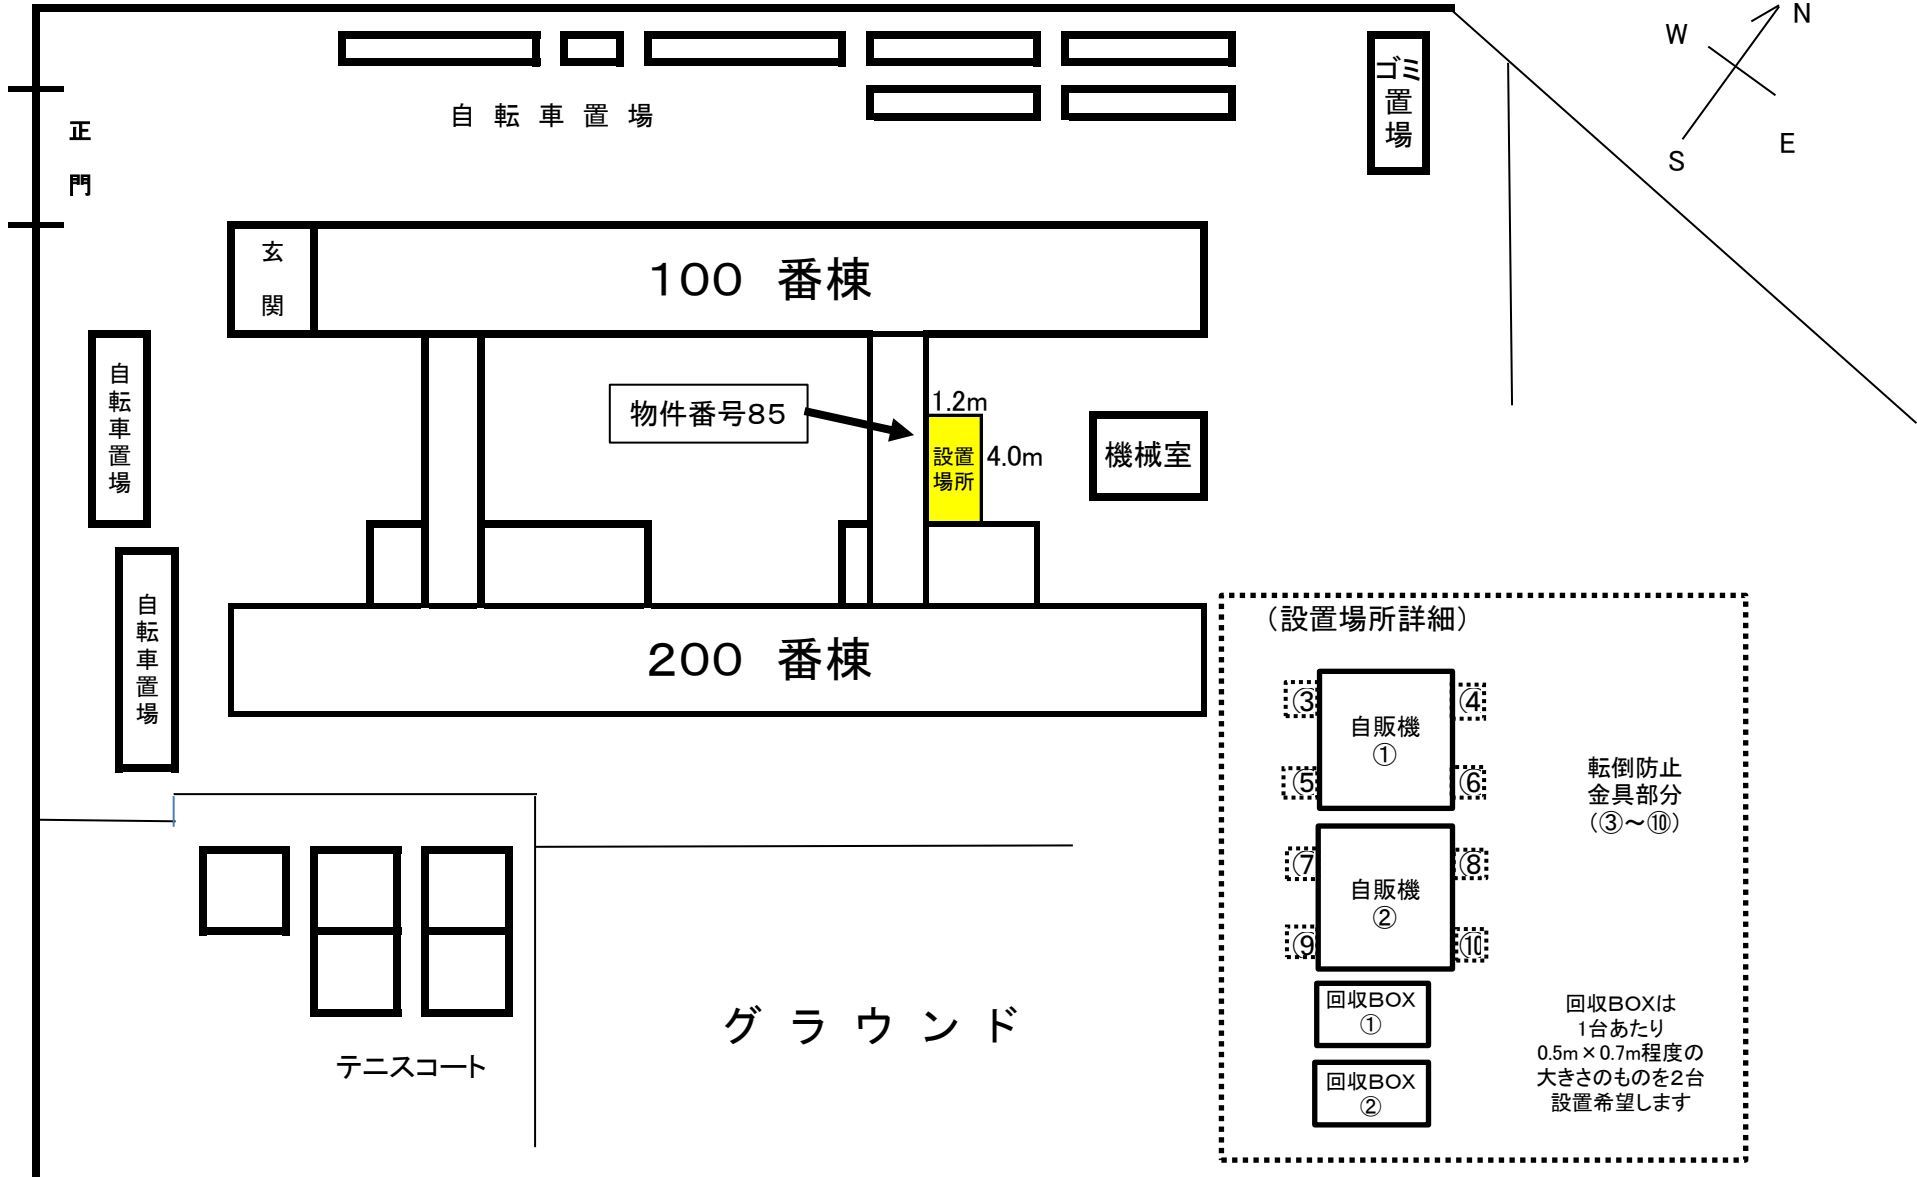 N
W
E
S
ゴミ置場
自転車置場
正門
玄関
100 番棟
自転車置場
物件番号85
1.2m
設置
場所
4.0m
機械室
自転車置場
200 番棟
(設置場所詳細)
③
④
自販機
①
⑤
⑥
転倒防止
金具部分
(③~⑩)
⑦
⑧
自販機
②
⑨
⑩
回収BOX
①
回収BOX
②
回収BOXは
1台あたり
0.5m×0.7m程度の
大きさのものを2台
設置希望します
グラウンド
テニスコート